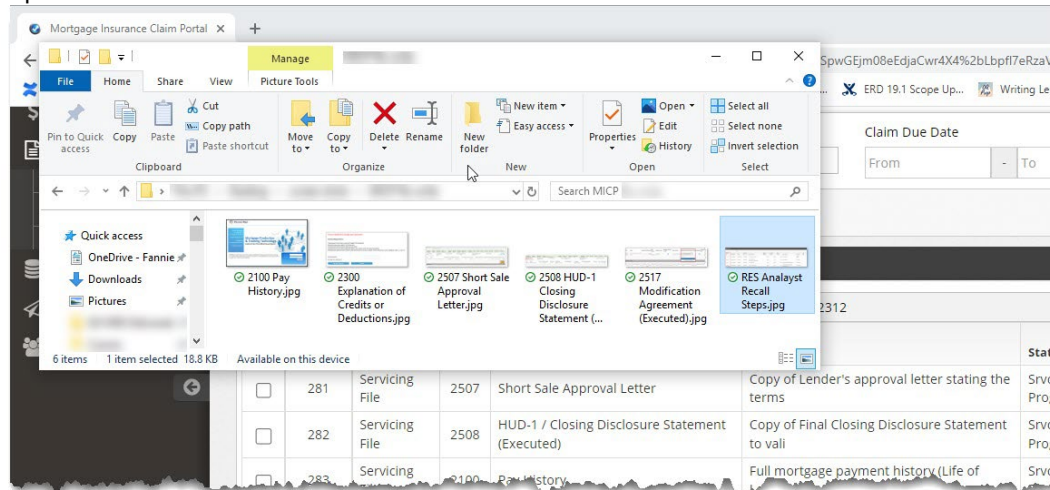 Mortgage Insurance Claim Portal × +
Manage
File Home Share View Picture Tools
SpwGEjm08eEdjaCwr4X4%2bLbpfl7eRzaV
ERD 19.1 Scope Up... Writing Le
Pin to Quick access
Copy
Paste
Cut
Copy path
Paste shortcut
Clipboard
Move to
Copy to
Delete
Rename
Organize
New folder
New item
Easy access
New
Properties
Open
Edit
History
Open
Select all
Select none
Invert selection
Select
Claim Due Date
From - To
Search MICP
Quick access
OneDrive - Fannie
Downloads
Pictures
2100 Pay
History.jpg
2300
Explanation of
Credits or
Deductions.jpg
2507 Short Sale
Approval
Letter.jpg
2508 HUD-1
Closing
Disclosure
Statement (...
2517
Modification
Agreement
(Executed).jpg
RES Analayst
Recall
Steps.jpg
2312
6 items 1 item selected 18.8 KB Available on this device
Stat
281 Servicing File 2507 Short Sale Approval Letter Copy of Lender's approval letter stating the terms Srvc Pro
282 Servicing File 2508 HUD-1 / Closing Disclosure Statement (Executed) Copy of Final Closing Disclosure Statement to vali Srvc Pro
283 Servicing 2100 Pay History Full mortgage payment history (Life of Srvc